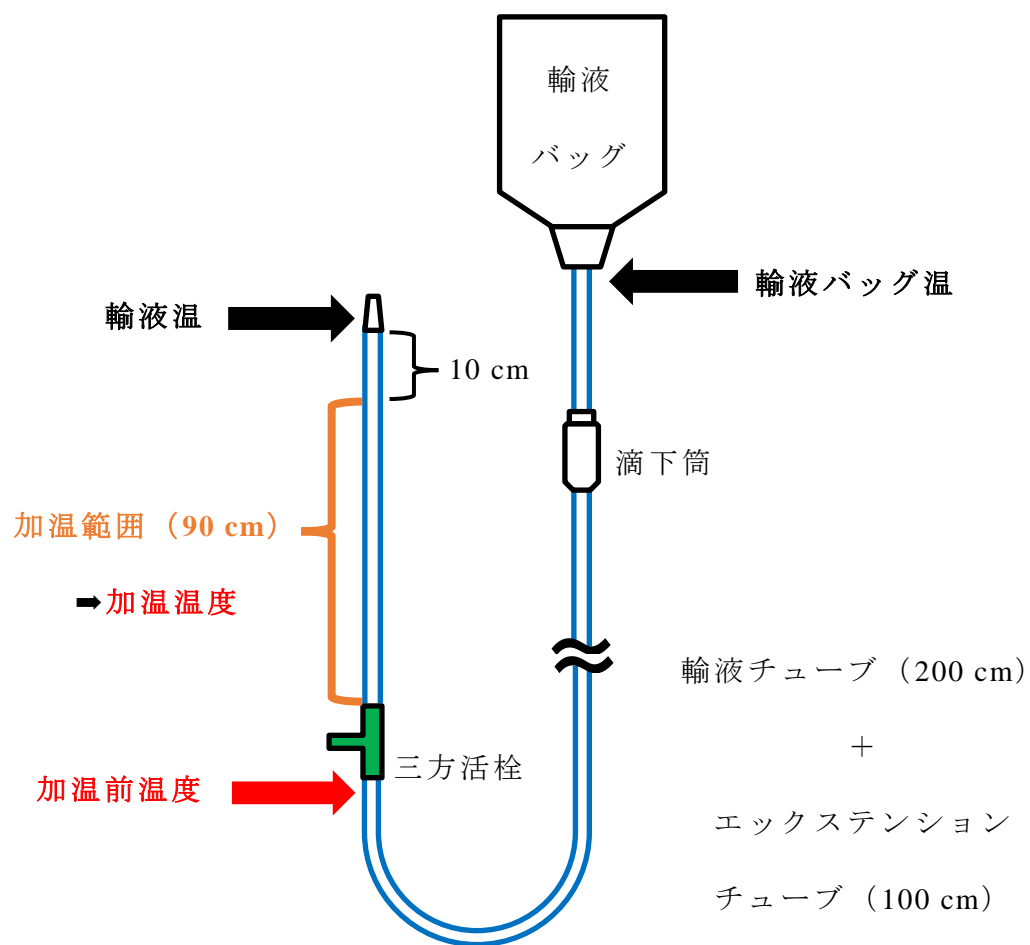 輸液
バッグ
輸液バッグ温
輸液温
10 cm
滴下筒
加温範囲（90 cm）
➡加温温度
輸液チューブ（200 cm）
＋
エックステンション
チューブ（100 cm）
三方活栓
加温前温度